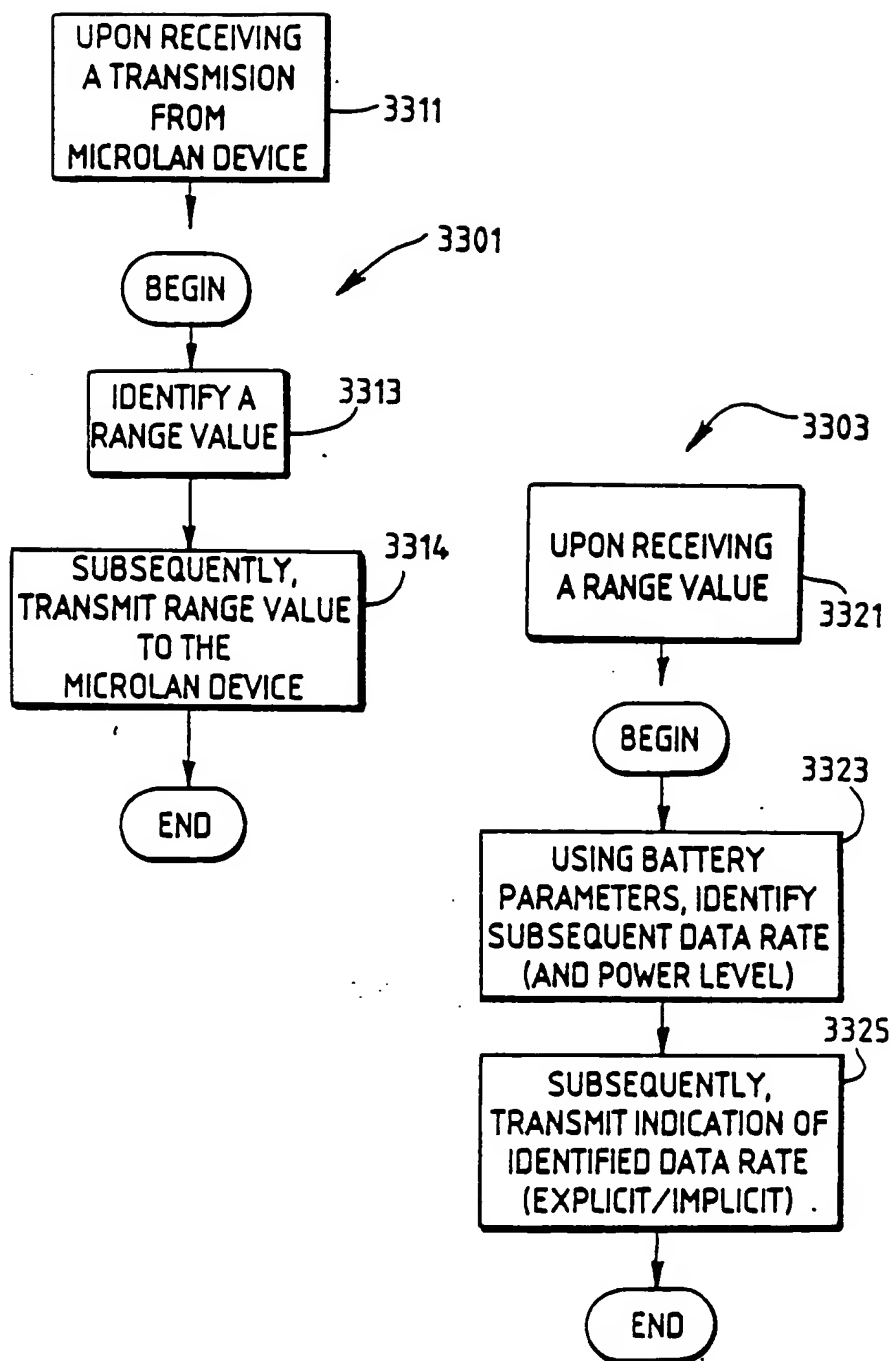 UPON RECEIVING
A TRANSMISION
FROM
MICROLAN DEVICE
3311
3301
BEGIN
IDENTIFY A
RANGE VALUE
3313
SUBSEQUENTLY,
TRANSMIT RANGE VALUE
TO THE
MICROLAN DEVICE
3314
END
3303
UPON RECEIVING
A RANGE VALUE
3321
BEGIN
3323
USING BATTERY
PARAMETERS, IDENTIFY
SUBSEQUENT DATA RATE
(AND POWER LEVEL)
3325
SUBSEQUENTLY,
TRANSMIT INDICATION OF
IDENTIFIED DATA RATE
(EXPLICIT/IMPLICIT)
END